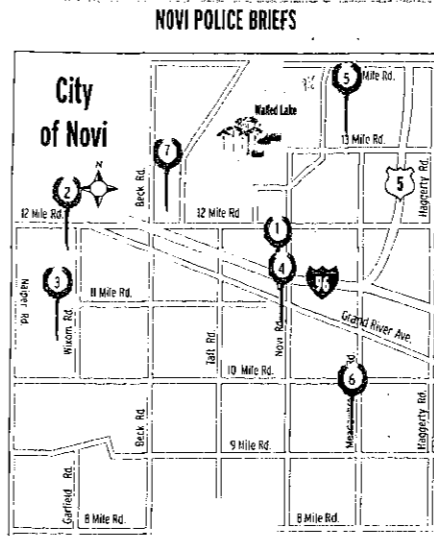 NOVI POLICE BRIEFS
City
of Novi
N
5
Mile Rd.
Walled Lake
13 Mile Rd.
7
Beck Rd.
2
12 Mile Rd.
12 Mile Rd
1
5
Haggerty Rd.
3
4
96
11 Mile Rd.
Napier Rd
Wixom Rd.
Taft Rd.
Novi Rd.
Grand River Ave.
10 Mile Rd.
6
Rd.
Beck Rd.
9 Mile Rd.
Haggerty Rd.
Garfield Rd.
8 Mile Rd.
8 Mile Rd.